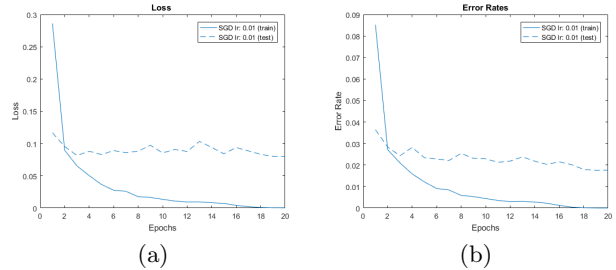 Loss
0.3
0.25
0.2
0.15
0.1
0.05
0
Loss
SGD lr: 0.01 (train)
SGD lr: 0.01 (test)
0 2 4 6 8 10 12 14 16 18 20
Epochs
(a)
Error Rates
0.09
0.08
0.07
0.06
0.05
0.04
0.03
0.02
0.01
0
Error Rate
SGD lr: 0.01 (train)
SGD lr: 0.01 (test)
0 2 4 6 8 10 12 14 16 18 20
Epochs
(b)